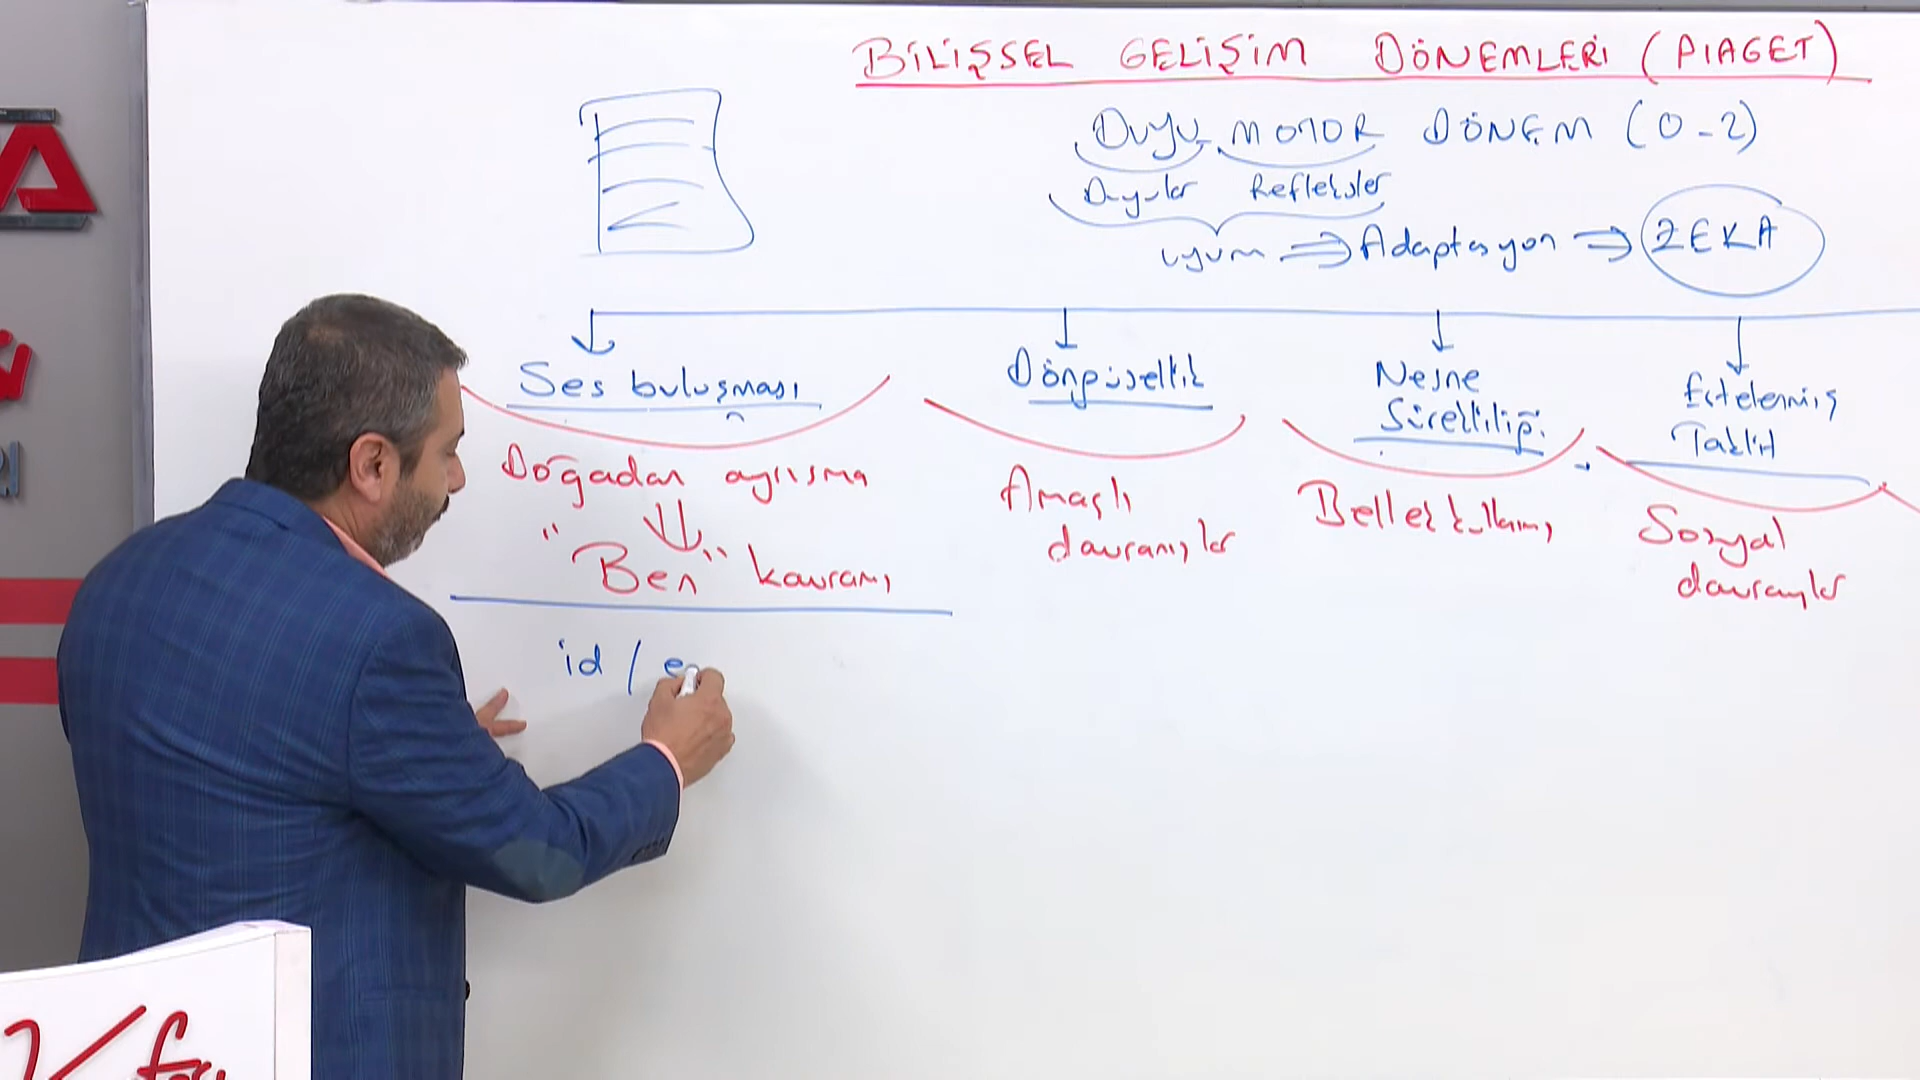 BİLİŞSEL GELİŞİM DÖNEMLERİ (PIAGET)
DUYU MOTOR DÖNEM (0-2)
Duyular Refleksler
uyum ⇒ Adaptasyon ⇒ ZEKA
Ses buluşması
Döngüsellik
Nesne
Sürekliliği
Ertelenmiş
Taklit
Doğadan ayrışma
"Ben" kavramı
Amaçlı
davranışlar
Bellek kullanımı
Sosyal
davranışlar
id / e